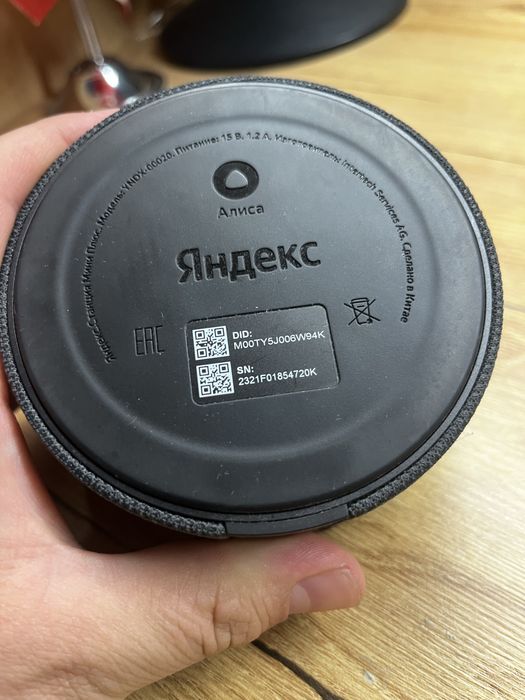 Яндекс.Станция Мини Плюс. Модель: YNDX-00020. Питание: 15 В, 1.2 А. Изготовитель: Intertech Services AG. Сделано в Китае
Алиса
Яндекс
EAC
DID:
M00TY5J006W94K
SN:
2321F01854720K